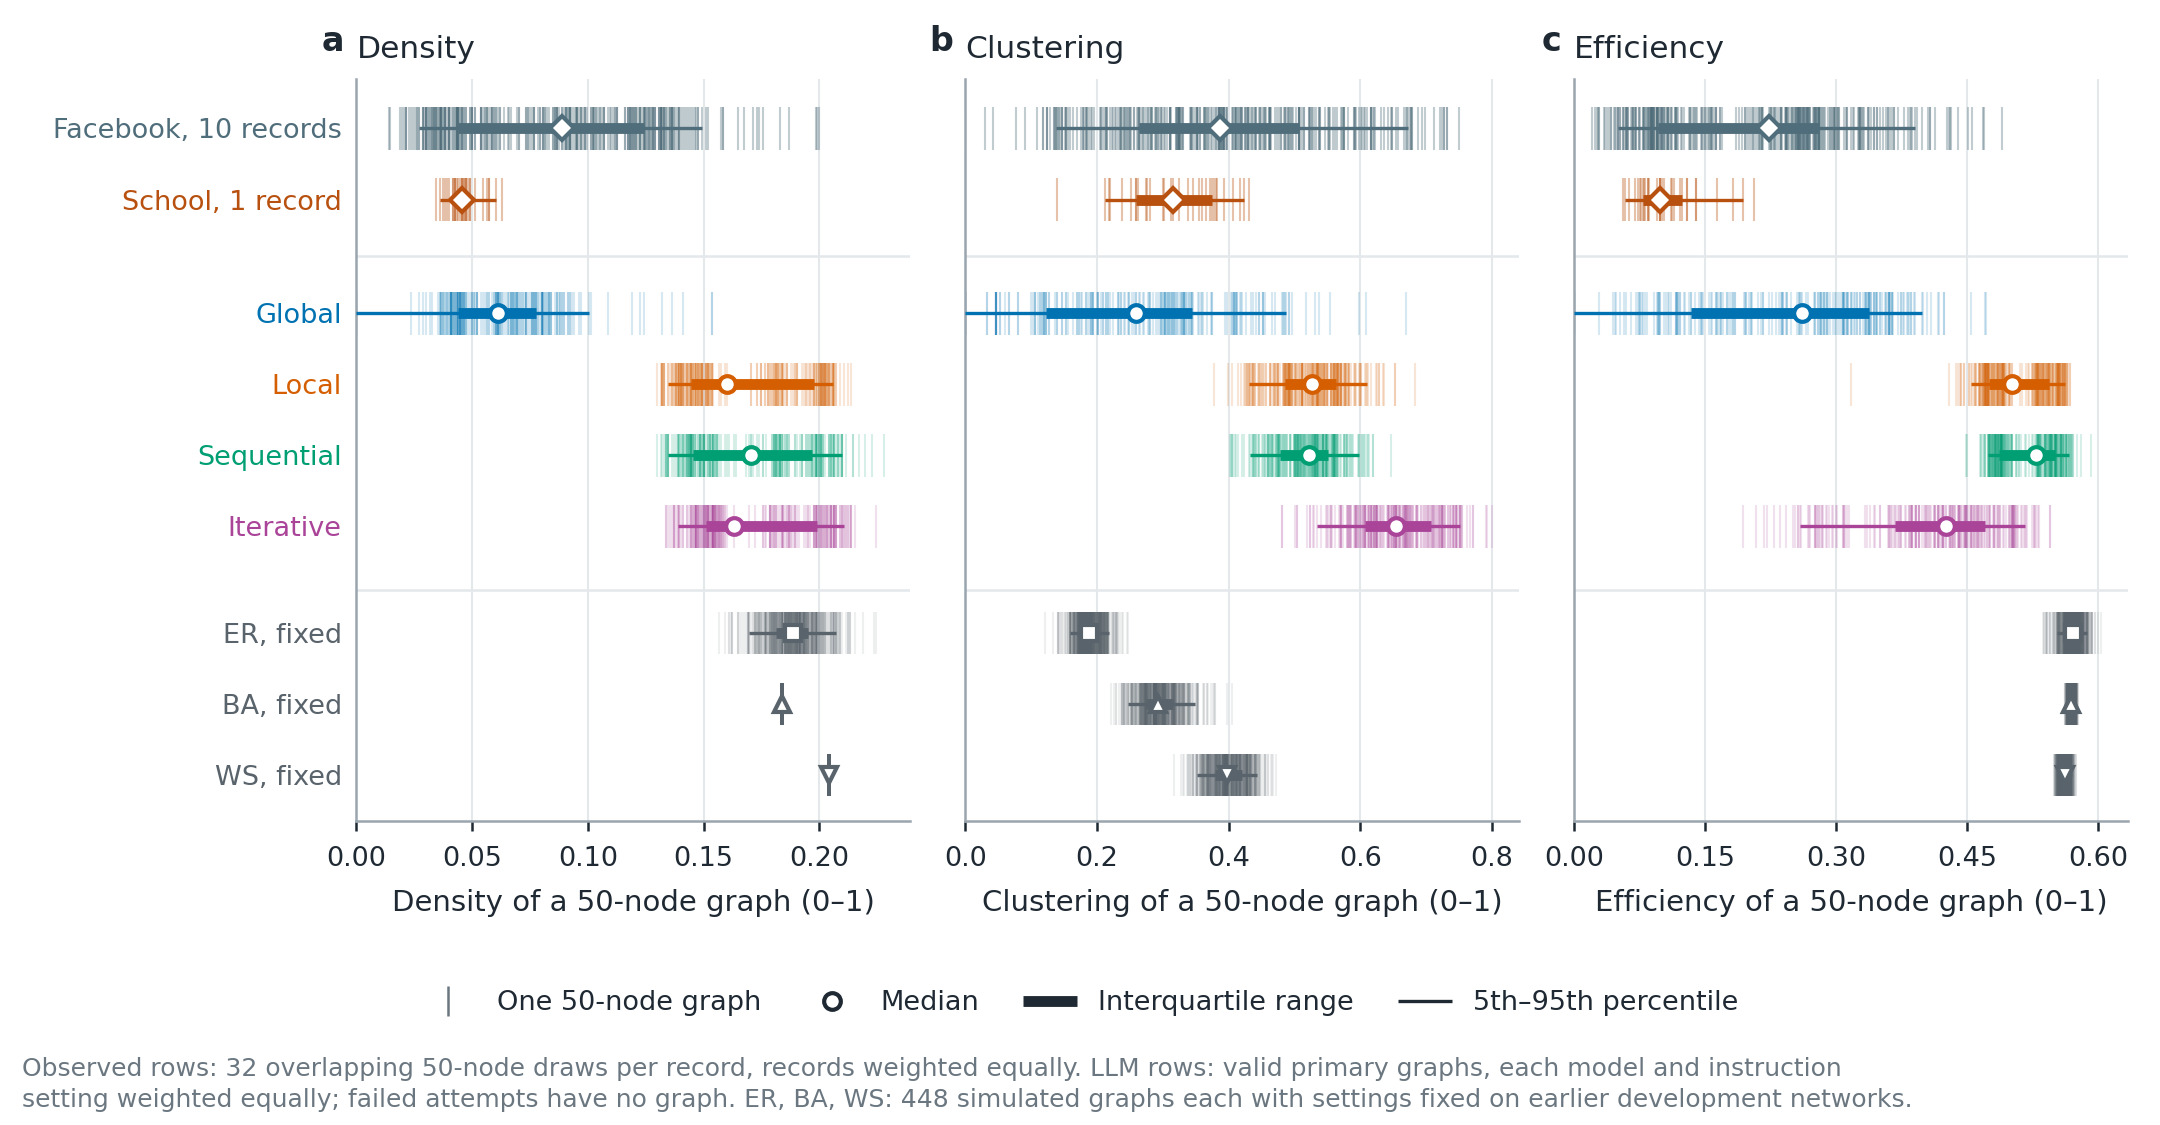 a Density
b Clustering
c Efficiency
Facebook, 10 records
School, 1 record
Global
Local
Sequential
Iterative
ER, fixed
BA, fixed
WS, fixed
0.00 0.05 0.10 0.15 0.20
0.0 0.2 0.4 0.6 0.8
0.00 0.15 0.30 0.45 0.60
Density of a 50-node graph (0–1)
Clustering of a 50-node graph (0–1)
Efficiency of a 50-node graph (0–1)
One 50-node graph
Median
Interquartile range
5th–95th percentile
Observed rows: 32 overlapping 50-node draws per record, records weighted equally. LLM rows: valid primary graphs, each model and instruction
setting weighted equally; failed attempts have no graph. ER, BA, WS: 448 simulated graphs each with settings fixed on earlier development networks.